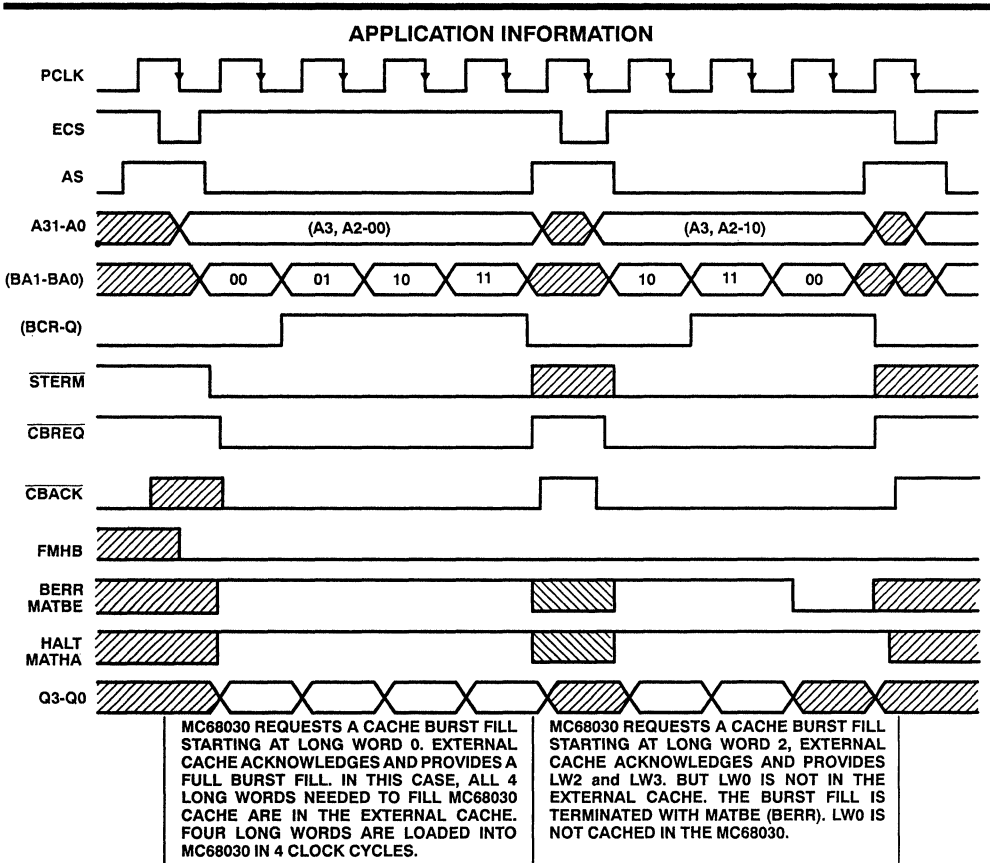 APPLICATION INFORMATION
PCLK
ECS
AS
A31-A0
(A3, A2-00)
(A3, A2-10)
(BA1-BA0)
00
01
10
11
10
11
00
(BCR-Q)
STERM
CBREQ
CBACK
FMHB
BERR
MATBE
HALT
MATHA
Q3-Q0
MC68030 REQUESTS A CACHE BURST FILL
STARTING AT LONG WORD 0. EXTERNAL
CACHE ACKNOWLEDGES AND PROVIDES A
FULL BURST FILL. IN THIS CASE, ALL 4
LONG WORDS NEEDED TO FILL MC68030
CACHE ARE IN THE EXTERNAL CACHE.
FOUR LONG WORDS ARE LOADED INTO
MC68030 IN 4 CLOCK CYCLES.
MC68030 REQUESTS A CACHE BURST FILL
STARTING AT LONG WORD 2, EXTERNAL
CACHE ACKNOWLEDGES AND PROVIDES
LW2 and LW3. BUT LW0 IS NOT IN THE
EXTERNAL CACHE. THE BURST FILL IS
TERMINATED WITH MATBE (BERR). LW0 IS
NOT CACHED IN THE MC68030.